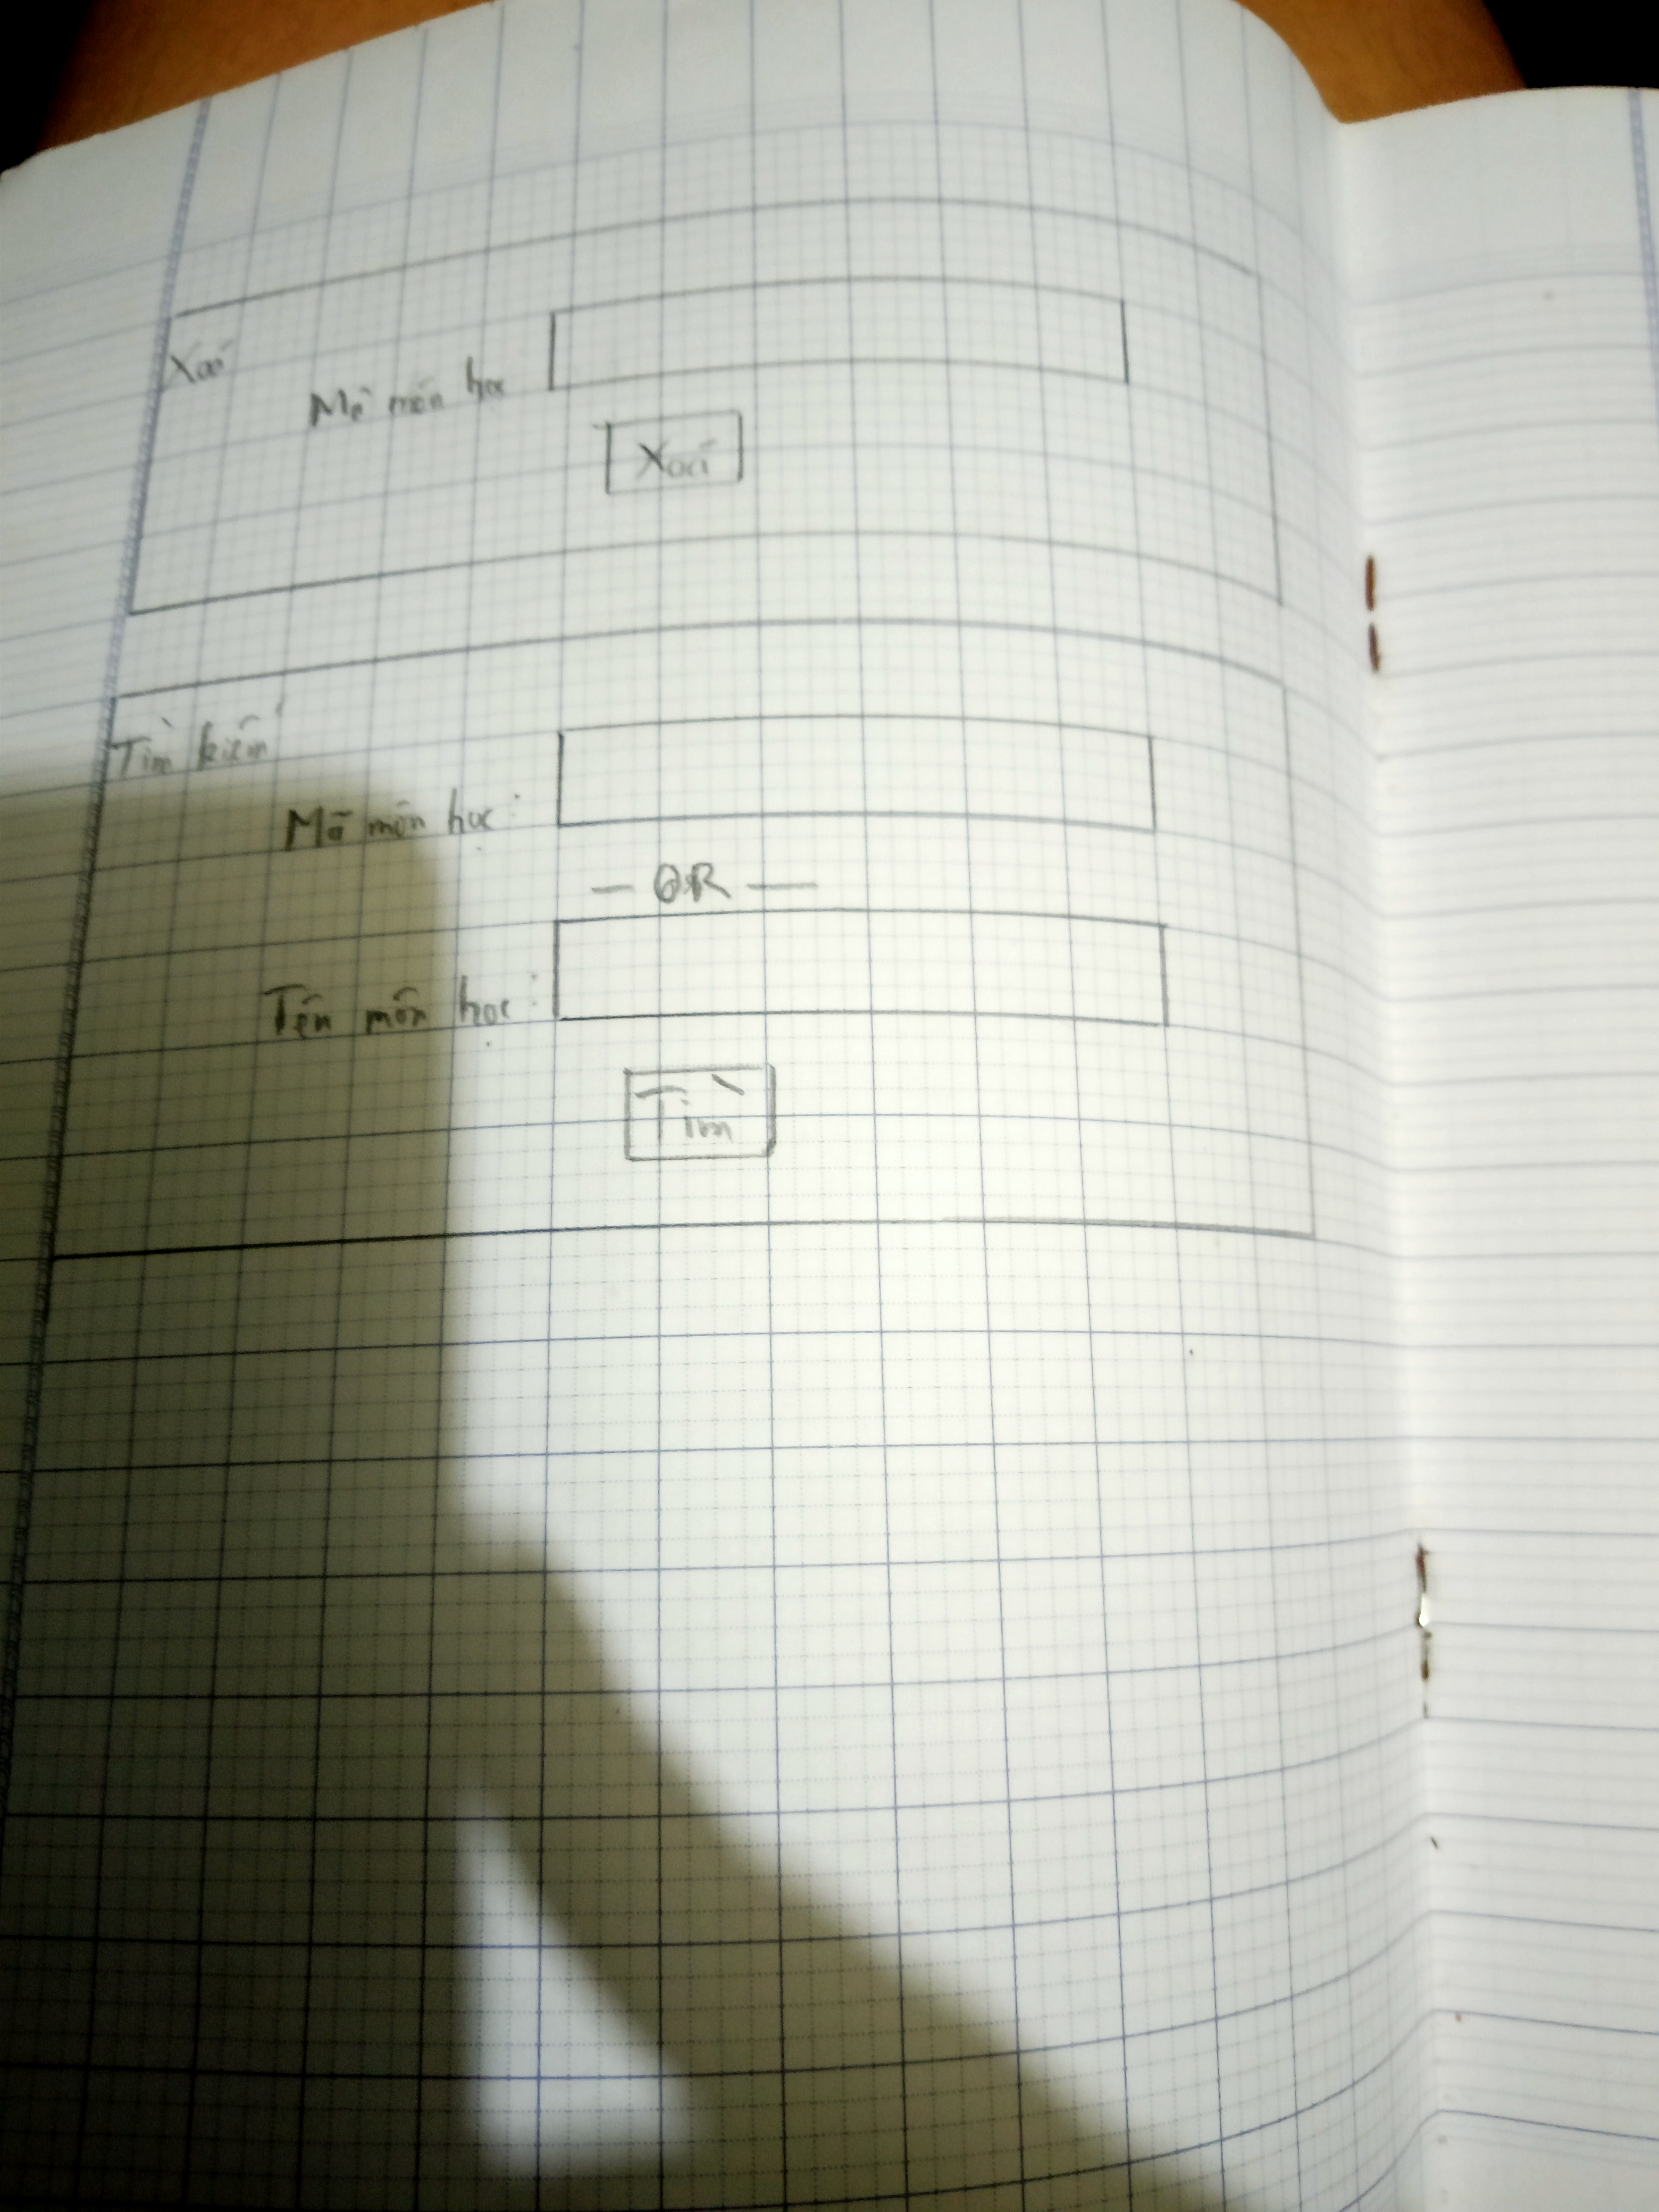 Xoá
Mã môn học
Xoá
Tìm kiếm
Mã môn học:
— OR —
Tên môn học:
Tìm